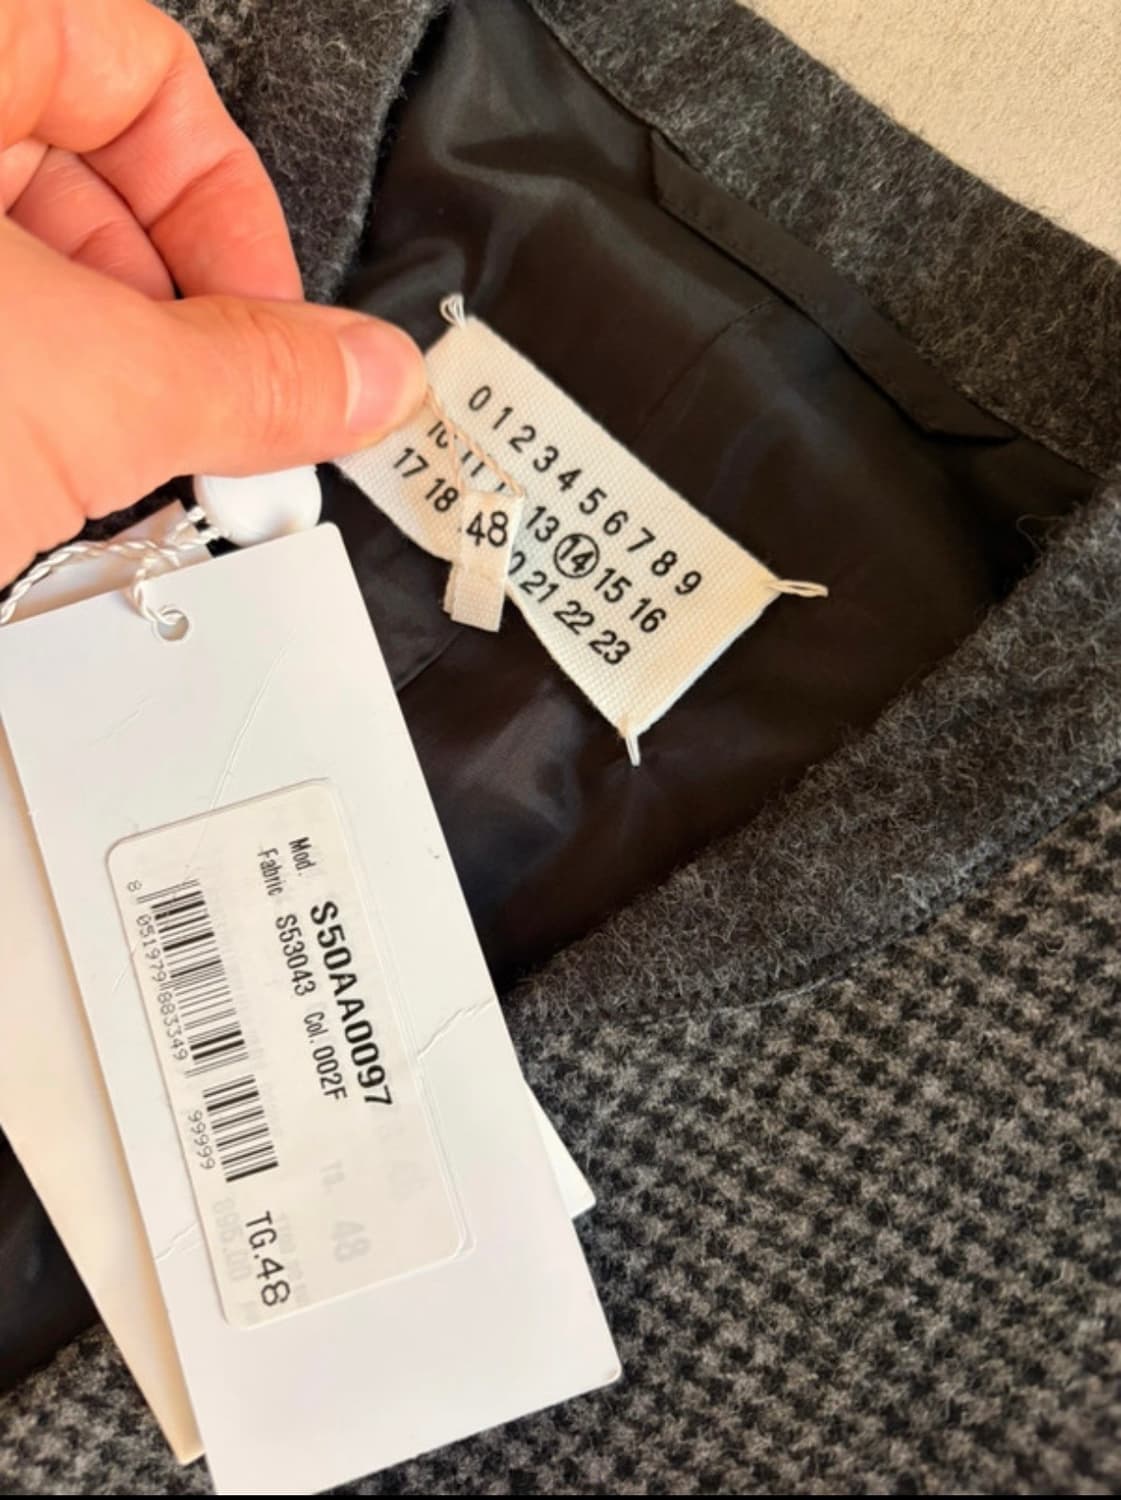 0 1 2 3 4 5 6 7 8 9
10 11 13 14 15 16
17 18 21 22 23
48
Mod. S50AA0097
Fabric S53043 Col. 002F
8 051979 883349 99999
TG.48